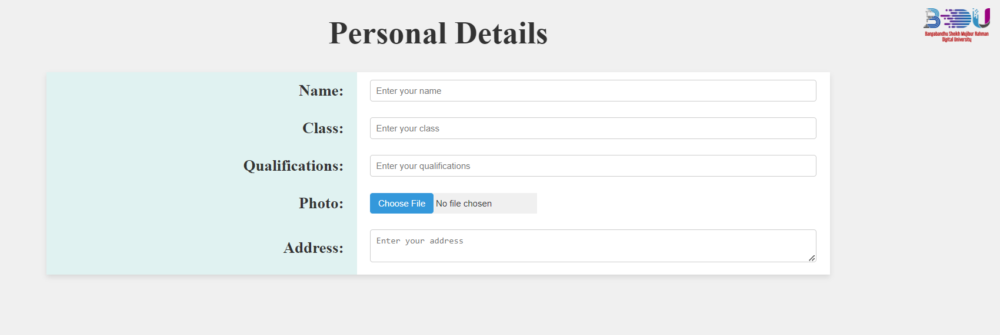 Personal Details
BDU
Bangabandhu Sheikh Mujibur Rahman
Digital University
Name:
Enter your name
Class:
Enter your class
Qualifications:
Enter your qualifications
Photo:
Choose File No file chosen
Address:
Enter your address